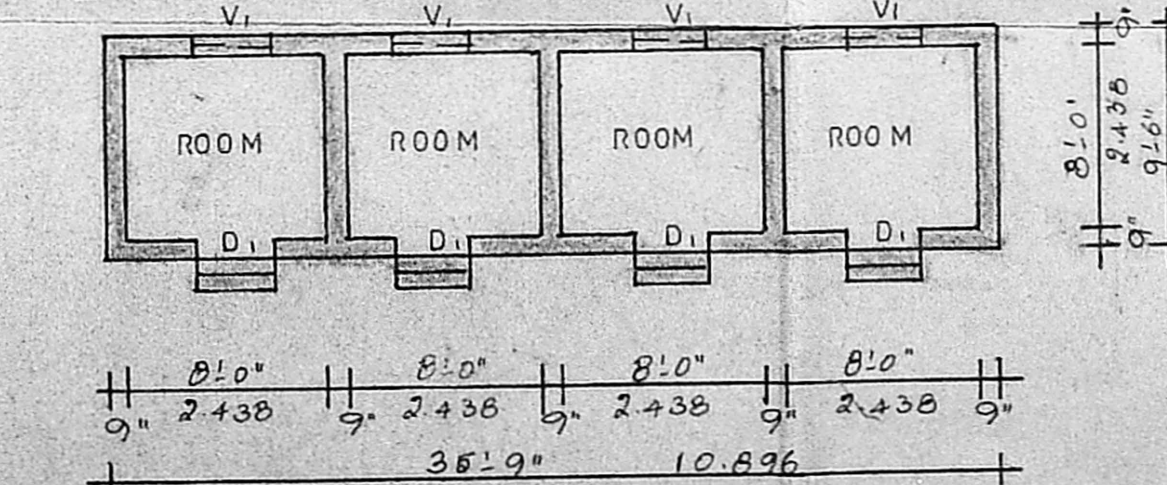 V1 V1 V1 V1
ROOM ROOM ROOM ROOM
D1 D1 D1 D1
9"
8'-0"
2.438
9'-6"
9"
8'-0" 8'-0" 8'-0" 8'-0"
9" 2.438 9" 2.438 9" 2.438 9" 2.438 9"
35'-9" 10.896